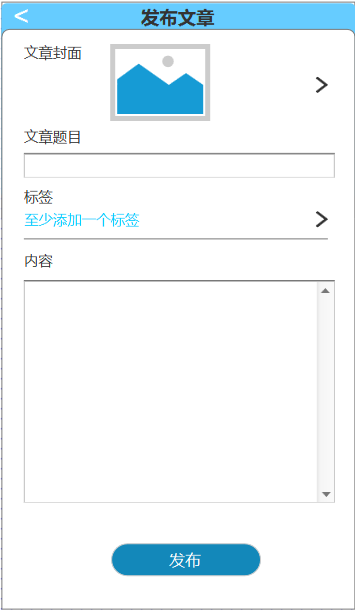 < 发布文章
文章封面
文章题目
标签
至少添加一个标签
内容
发布